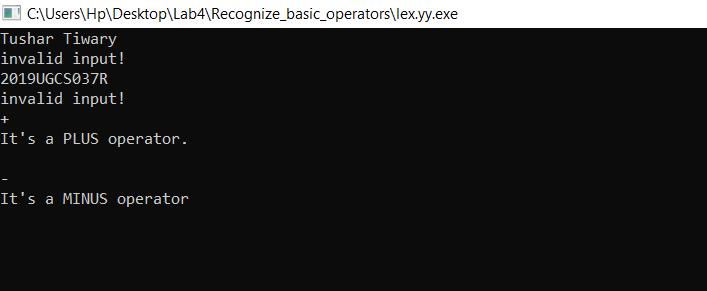 C:\Users\Hp\Desktop\Lab4\Recognize_basic_operators\lex.yy.exe
Tushar Tiwary
invalid input!
2019UGCS037R
invalid input!
+
It's a PLUS operator.
-
It's a MINUS operator